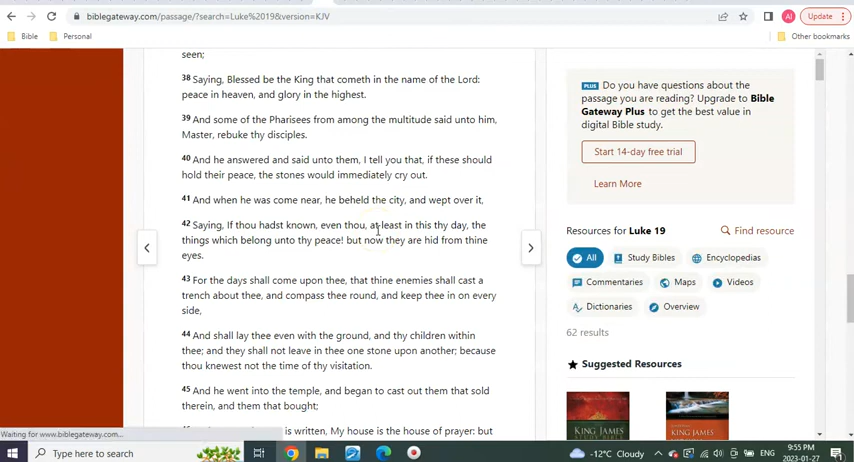 biblegateway.com/passage/?search=Luke%2019&version=KJV
AI
Update
Bible
Personal
Other bookmarks
seen;
38 Saying, Blessed be the King that cometh in the name of the Lord:
peace in heaven, and glory in the highest.
39 And some of the Pharisees from among the multitude said unto him,
Master, rebuke thy disciples.
40 And he answered and said unto them, I tell you that, if these should
hold their peace, the stones would immediately cry out.
41 And when he was come near, he beheld the city, and wept over it,
42 Saying, If thou hadst known, even thou, at least in this thy day, the
things which belong unto thy peace! but now they are hid from thine
eyes.
43 For the days shall come upon thee, that thine enemies shall cast a
trench about thee, and compass thee round, and keep thee in on every
side,
44 And shall lay thee even with the ground, and thy children within
thee; and they shall not leave in thee one stone upon another; because
thou knewest not the time of thy visitation.
45 And he went into the temple, and began to cast out them that sold
therein, and them that bought;
is written, My house is the house of prayer: but
PLUS Do you have questions about the
passage you are reading? Upgrade to Bible
Gateway Plus to get the best value in
digital Bible study.
Start 14-day free trial
Learn More
Resources for Luke 19
Find resource
All
Study Bibles
Encyclopedias
Commentaries
Maps
Videos
Dictionaries
Overview
62 results
Suggested Resources
KING JAMES
KING JAMES
Waiting for www.biblegateway.com...
Type here to search
-12°C Cloudy
ENG
9:55 PM
2023-01-27